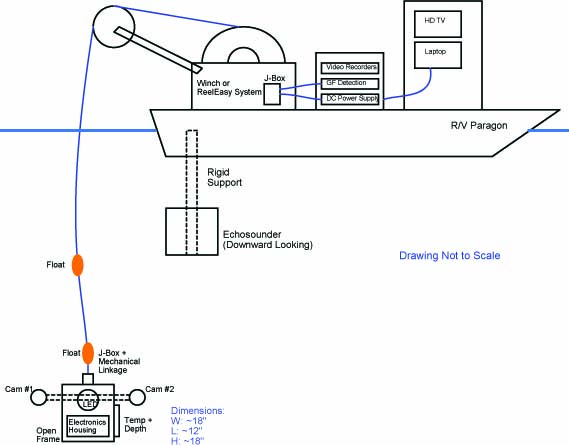 HD TV
Laptop
Video Recorders
GF Detection
DC Power Supply
J-Box
Winch or
ReelEasy System
R/V Paragon
Rigid
Support
Echosounder
(Downward Looking)
Drawing Not to Scale
Float
Float
J-Box +
Mechanical
Linkage
Cam #1
Cam #2
LED
Electronics
Housing
Open
Frame
Temp +
Depth
Dimensions:
W: ~18"
L: ~12"
H: ~18"